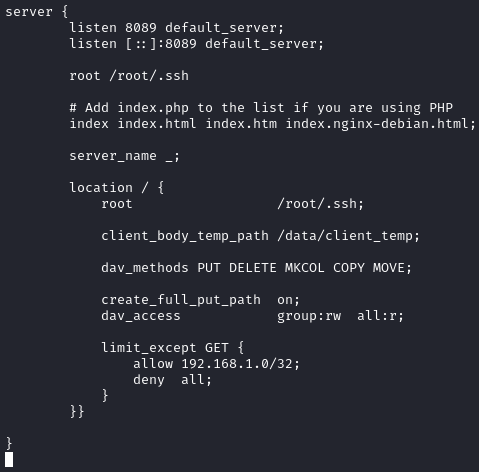 server {
listen 8089 default_server;
listen [::]:8089 default_server;
root /root/.ssh
# Add index.php to the list if you are using PHP
index index.html index.htm index.nginx-debian.html;
server_name _;
location / {
root /root/.ssh;
client_body_temp_path /data/client_temp;
dav_methods PUT DELETE MKCOL COPY MOVE;
create_full_put_path on;
dav_access group:rw all:r;
limit_except GET {
allow 192.168.1.0/32;
deny all;
}
}}
}